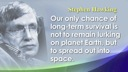 Stephen Hawking
Our only chance of
long-term survival is
not to remain lurking
on planet Earth, but
to spread out into
space